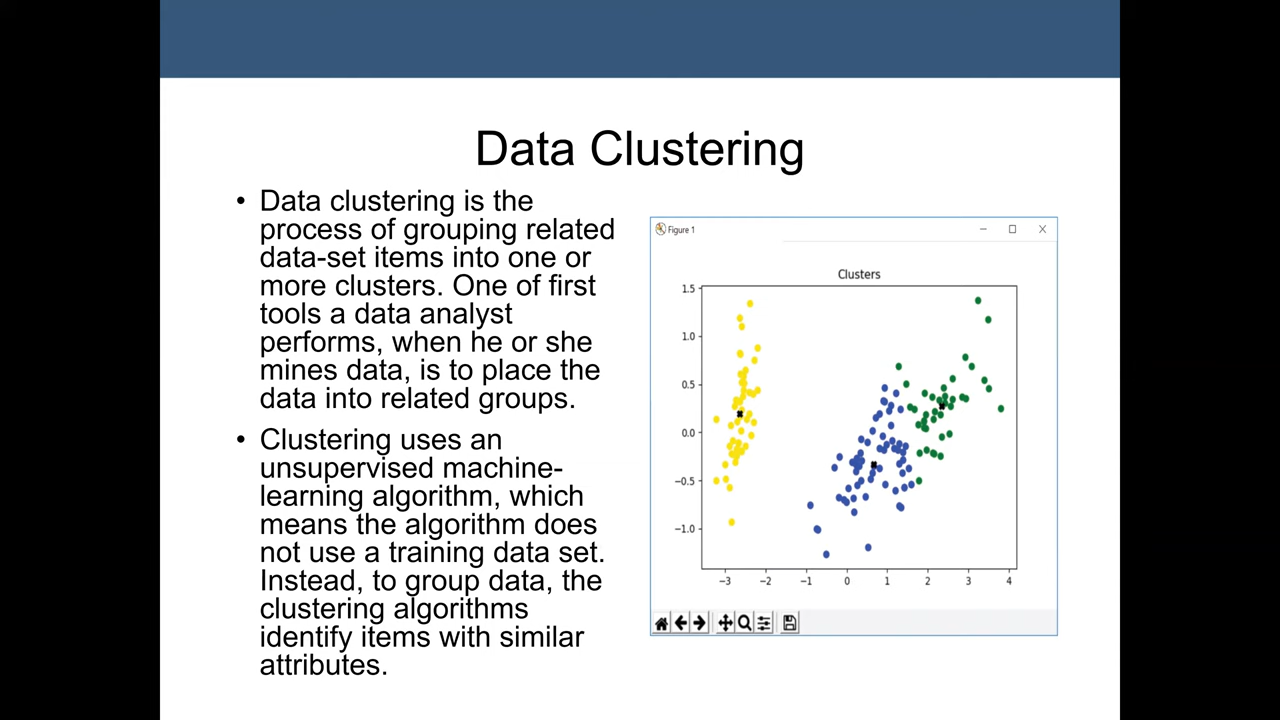 Data Clustering
• Data clustering is the
process of grouping related
data-set items into one or
more clusters. One of first
tools a data analyst
performs, when he or she
mines data, is to place the
data into related groups.
• Clustering uses an
unsupervised machine-
learning algorithm, which
means the algorithm does
not use a training data set.
Instead, to group data, the
clustering algorithms
identify items with similar
attributes.
Figure 1
Clusters
1.5
1.0
0.5
0.0
−0.5
−1.0
−3 −2 −1 0 1 2 3 4